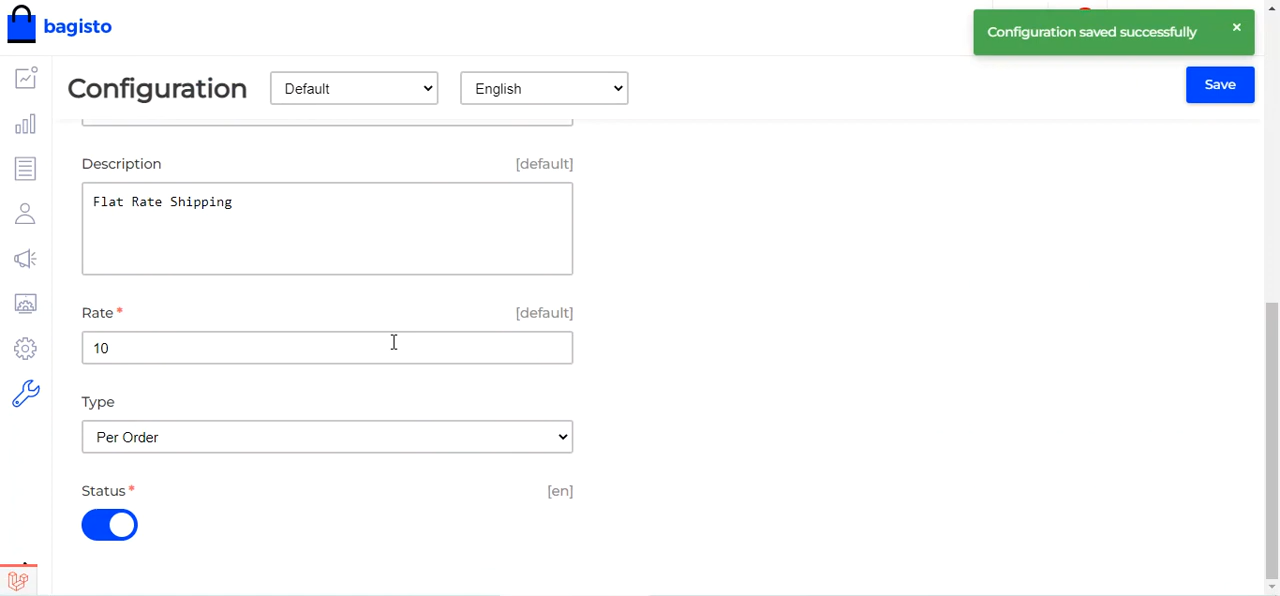 bagisto
Configuration saved successfully
×
Configuration
Default
English
Save
Description
[default]
Flat Rate Shipping
Rate*
[default]
10
Type
Per Order
Status*
[en]